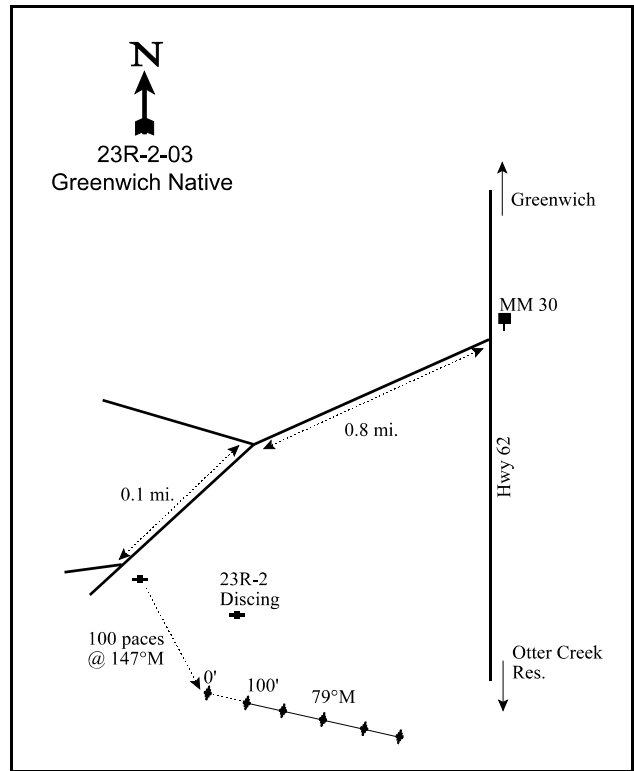 N
23R-2-03
Greenwich Native
Greenwich
MM 30
0.8 mi.
Hwy 62
0.1 mi.
23R-2
Discing
100 paces
@ 147°M
0'
100'
79°M
Otter Creek
Res.